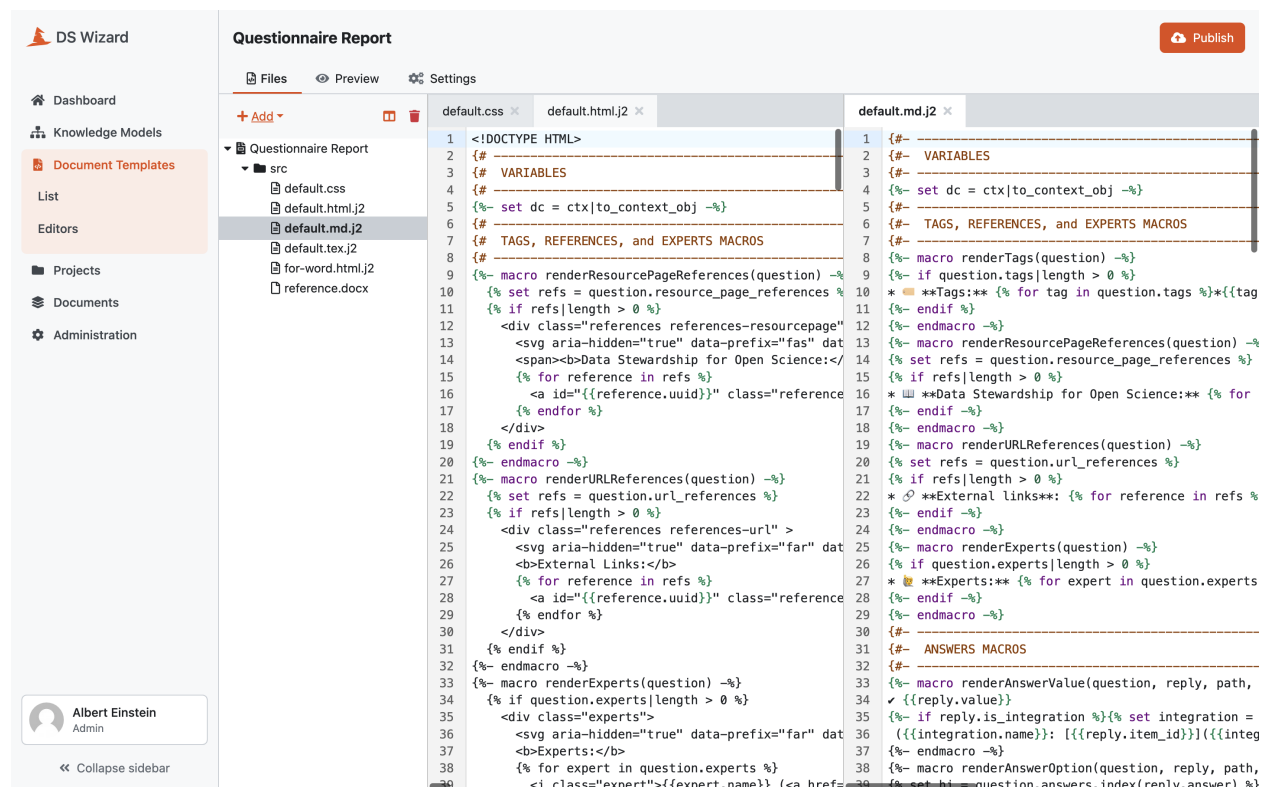 DS Wizard
Dashboard
Knowledge Models
Document Templates
List
Editors
Projects
Documents
Administration
Albert Einstein
Admin
Collapse sidebar
Questionnaire Report
Publish
Files
Preview
Settings
Add
Questionnaire Report
src
default.css
default.html.j2
default.md.j2
default.tex.j2
for-word.html.j2
reference.docx
default.css
default.html.j2
1 <!DOCTYPE HTML>
2 {# ----------------------------------------
3 {#  VARIABLES
4 {# ----------------------------------------
5 {%- set dc = ctx|to_context_obj -%}
6 {# ----------------------------------------
7 {#  TAGS, REFERENCES, and EXPERTS MACROS
8 {# ----------------------------------------
9 {%- macro renderResourcePageReferences(question) -%
10   {% set refs = question.resource_page_references %
11   {% if refs|length > 0 %}
12     <div class="references references-resourcepage"
13       <svg aria-hidden="true" data-prefix="fas" dat
14       <span><b>Data Stewardship for Open Science:</
15       {% for reference in refs %}
16         <a id="{{reference.uuid}}" class="reference
17       {% endfor %}
18     </div>
19   {% endif %}
20 {%- endmacro -%}
21 {%- macro renderURLReferences(question) -%}
22   {% set refs = question.url_references %}
23   {% if refs|length > 0 %}
24     <div class="references references-url" >
25       <svg aria-hidden="true" data-prefix="far" dat
26       <b>External Links:</b>
27       {% for reference in refs %}
28         <a id="{{reference.uuid}}" class="reference
29       {% endfor %}
30     </div>
31   {% endif %}
32 {%- endmacro -%}
33 {%- macro renderExperts(question) -%}
34   {% if question.experts|length > 0 %}
35     <div class="experts">
36       <svg aria-hidden="true" data-prefix="far" dat
37       <b>Experts:</b>
38       {% for expert in question.experts %}
39         <i class="expert">{{expert.name}} (<a href=
default.md.j2
1 {#- ----------------------------------------
2 {#-  VARIABLES
3 {#- ----------------------------------------
4 {%- set dc = ctx|to_context_obj -%}
5 {#- ----------------------------------------
6 {#-  TAGS, REFERENCES, and EXPERTS MACROS
7 {#- ----------------------------------------
8 {%- macro renderTags(question) -%}
9 {%- if question.tags|length > 0 %}
10 * 🏷️ **Tags:** {% for tag in question.tags %}*{{tag
11 {%- endif %}
12 {%- endmacro -%}
13 {%- macro renderResourcePageReferences(question) -%
14 {% set refs = question.resource_page_references %}
15 {% if refs|length > 0 %}
16 * 📖 **Data Stewardship for Open Science:** {% for
17 {%- endif -%}
18 {%- endmacro -%}
19 {%- macro renderURLReferences(question) -%}
20 {% set refs = question.url_references %}
21 {% if refs|length > 0 %}
22 * 🔗 **External links**: {% for reference in refs %
23 {%- endif -%}
24 {%- endmacro -%}
25 {%- macro renderExperts(question) -%}
26 {% if question.experts|length > 0 %}
27 * 🙋 **Experts:** {% for expert in question.experts
28 {%- endif -%}
29 {%- endmacro -%}
30 {#- ----------------------------------------
31 {#-  ANSWERS MACROS
32 {#- ----------------------------------------
33 {%- macro renderAnswerValue(question, reply, path,
34 ✔ {{reply.value}}
35 {%- if reply.is_integration %}{% set integration =
36  ({{integration.name}}: [{{reply.item_id}}]({{integ
37 {%- endmacro -%}
38 {%- macro renderAnswerOption(question, reply, path,
39 {% set hi = question.answers.index(reply.answer) %}